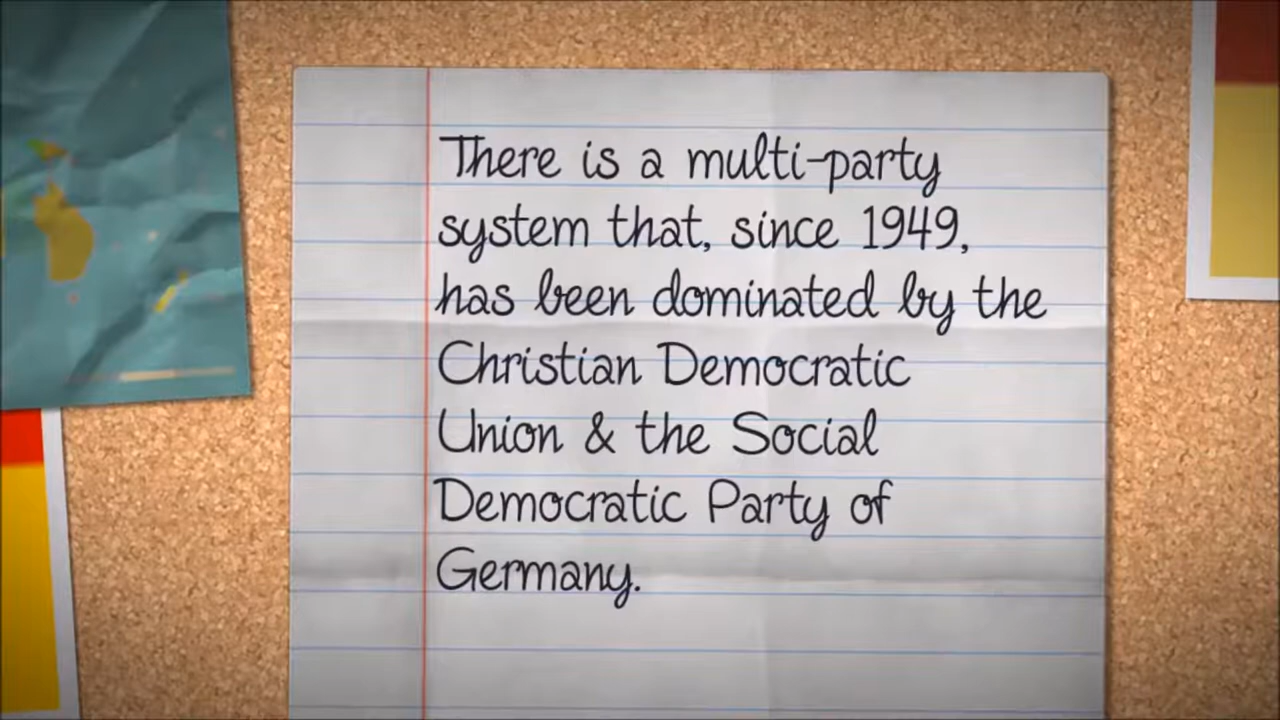 There is a multi-party
system that, since 1949,
has been dominated by the
Christian Democratic
Union & the Social
Democratic Party of
Germany.